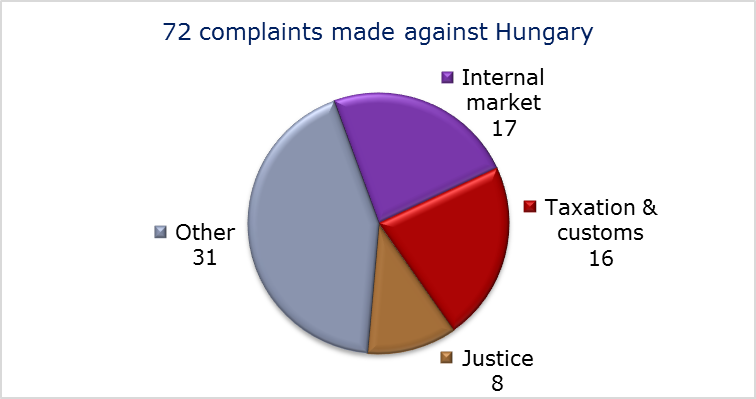 72 complaints made against Hungary
Internal
market
17
Taxation &
customs
16
Justice
8
Other
31